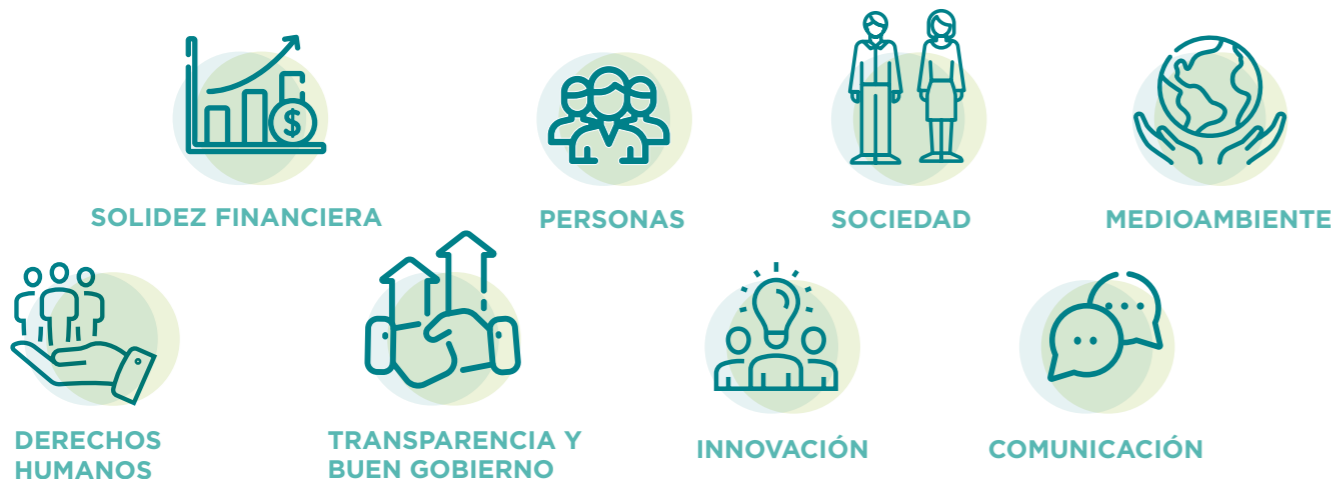 $
SOLIDEZ FINANCIERA
PERSONAS
SOCIEDAD
MEDIOAMBIENTE
DERECHOS
HUMANOS
TRANSPARENCIA Y
BUEN GOBIERNO
INNOVACIÓN
COMUNICACIÓN